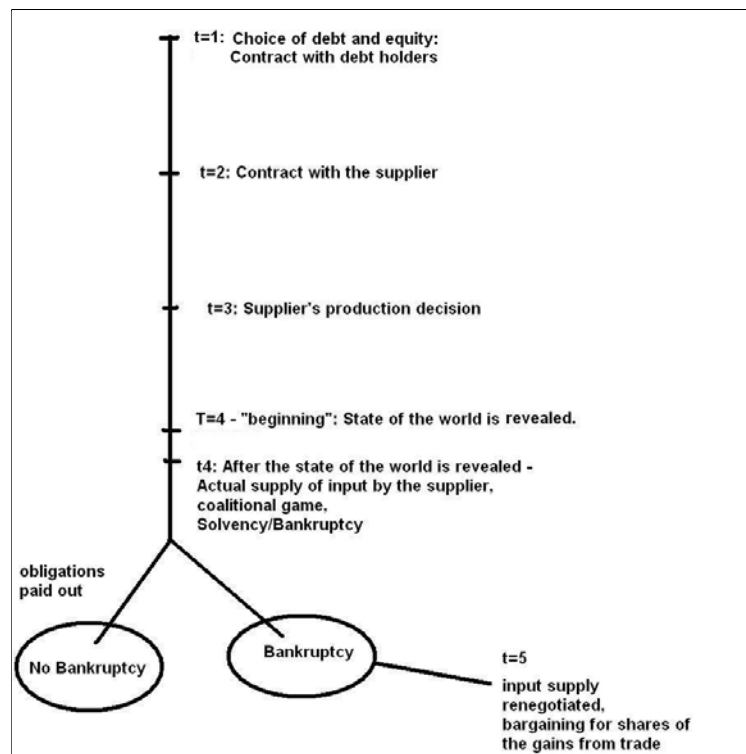 t=1: Choice of debt and equity:
Contract with debt holders
t=2: Contract with the supplier
t=3: Supplier's production decision
T=4 - "beginning": State of the world is revealed.
t4: After the state of the world is revealed -
Actual supply of input by the supplier,
coalitional game,
Solvency/Bankruptcy
obligations
paid out
No Bankruptcy
Bankruptcy
t=5
input supply
renegotiated,
bargaining for shares of
the gains from trade